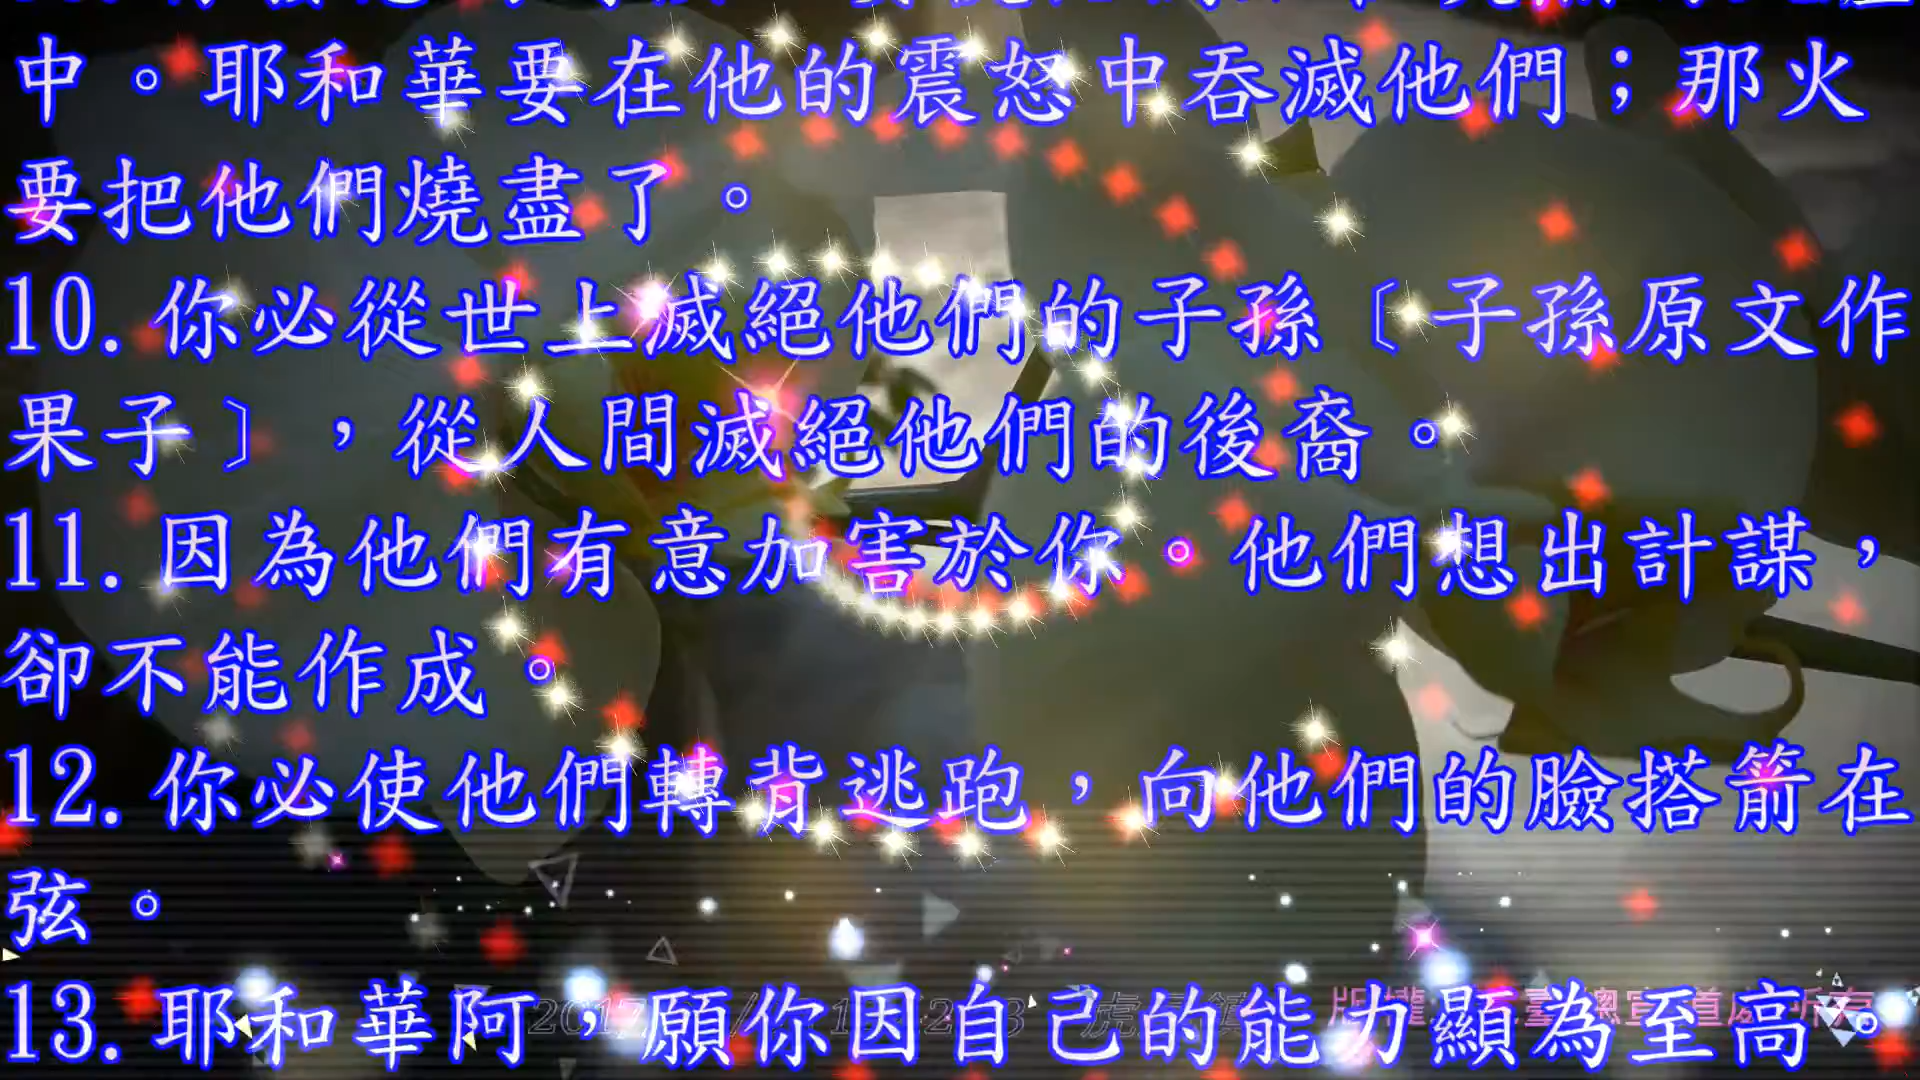 中。耶和華要在他的震怒中吞滅他們；那火
要把他們燒盡了。
10.你必從世上滅絕他們的子孫〔子孫原文作
果子〕，從人間滅絕他們的後裔。
11.因為他們有意加害於你。他們想出計謀，
卻不能作成。
12.你必使他們轉背逃跑，向他們的臉搭箭在
弦。
13.耶和華阿，願你因自己的能力顯為至高。